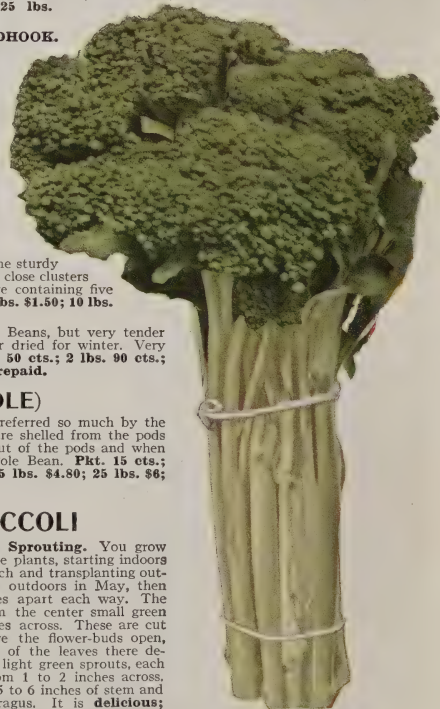 25 lbs.
DHOOK.
ne sturdy
close clusters
e containing five
bs. $1.50; 10 lbs.
Beans, but very tender
r dried for winter. Very
50 cts.; 2 lbs. 90 cts.;
repaid.
OLE)
referred so much by the
re shelled from the pods
ut of the pods and when
ole Bean. Pkt. 15 cts.;
5 lbs. $4.80; 25 lbs. $6;
CCOLI
Sprouting. You grow
e plants, starting indoors
ch and transplanting out-
outdoors in May, then
es apart each way. The
m the center small green
es across. These are cut
re the flower-buds open,
of the leaves there de-
light green sprouts, each
om 1 to 2 inches across.
5 to 6 inches of stem and
ragus. It is delicious;